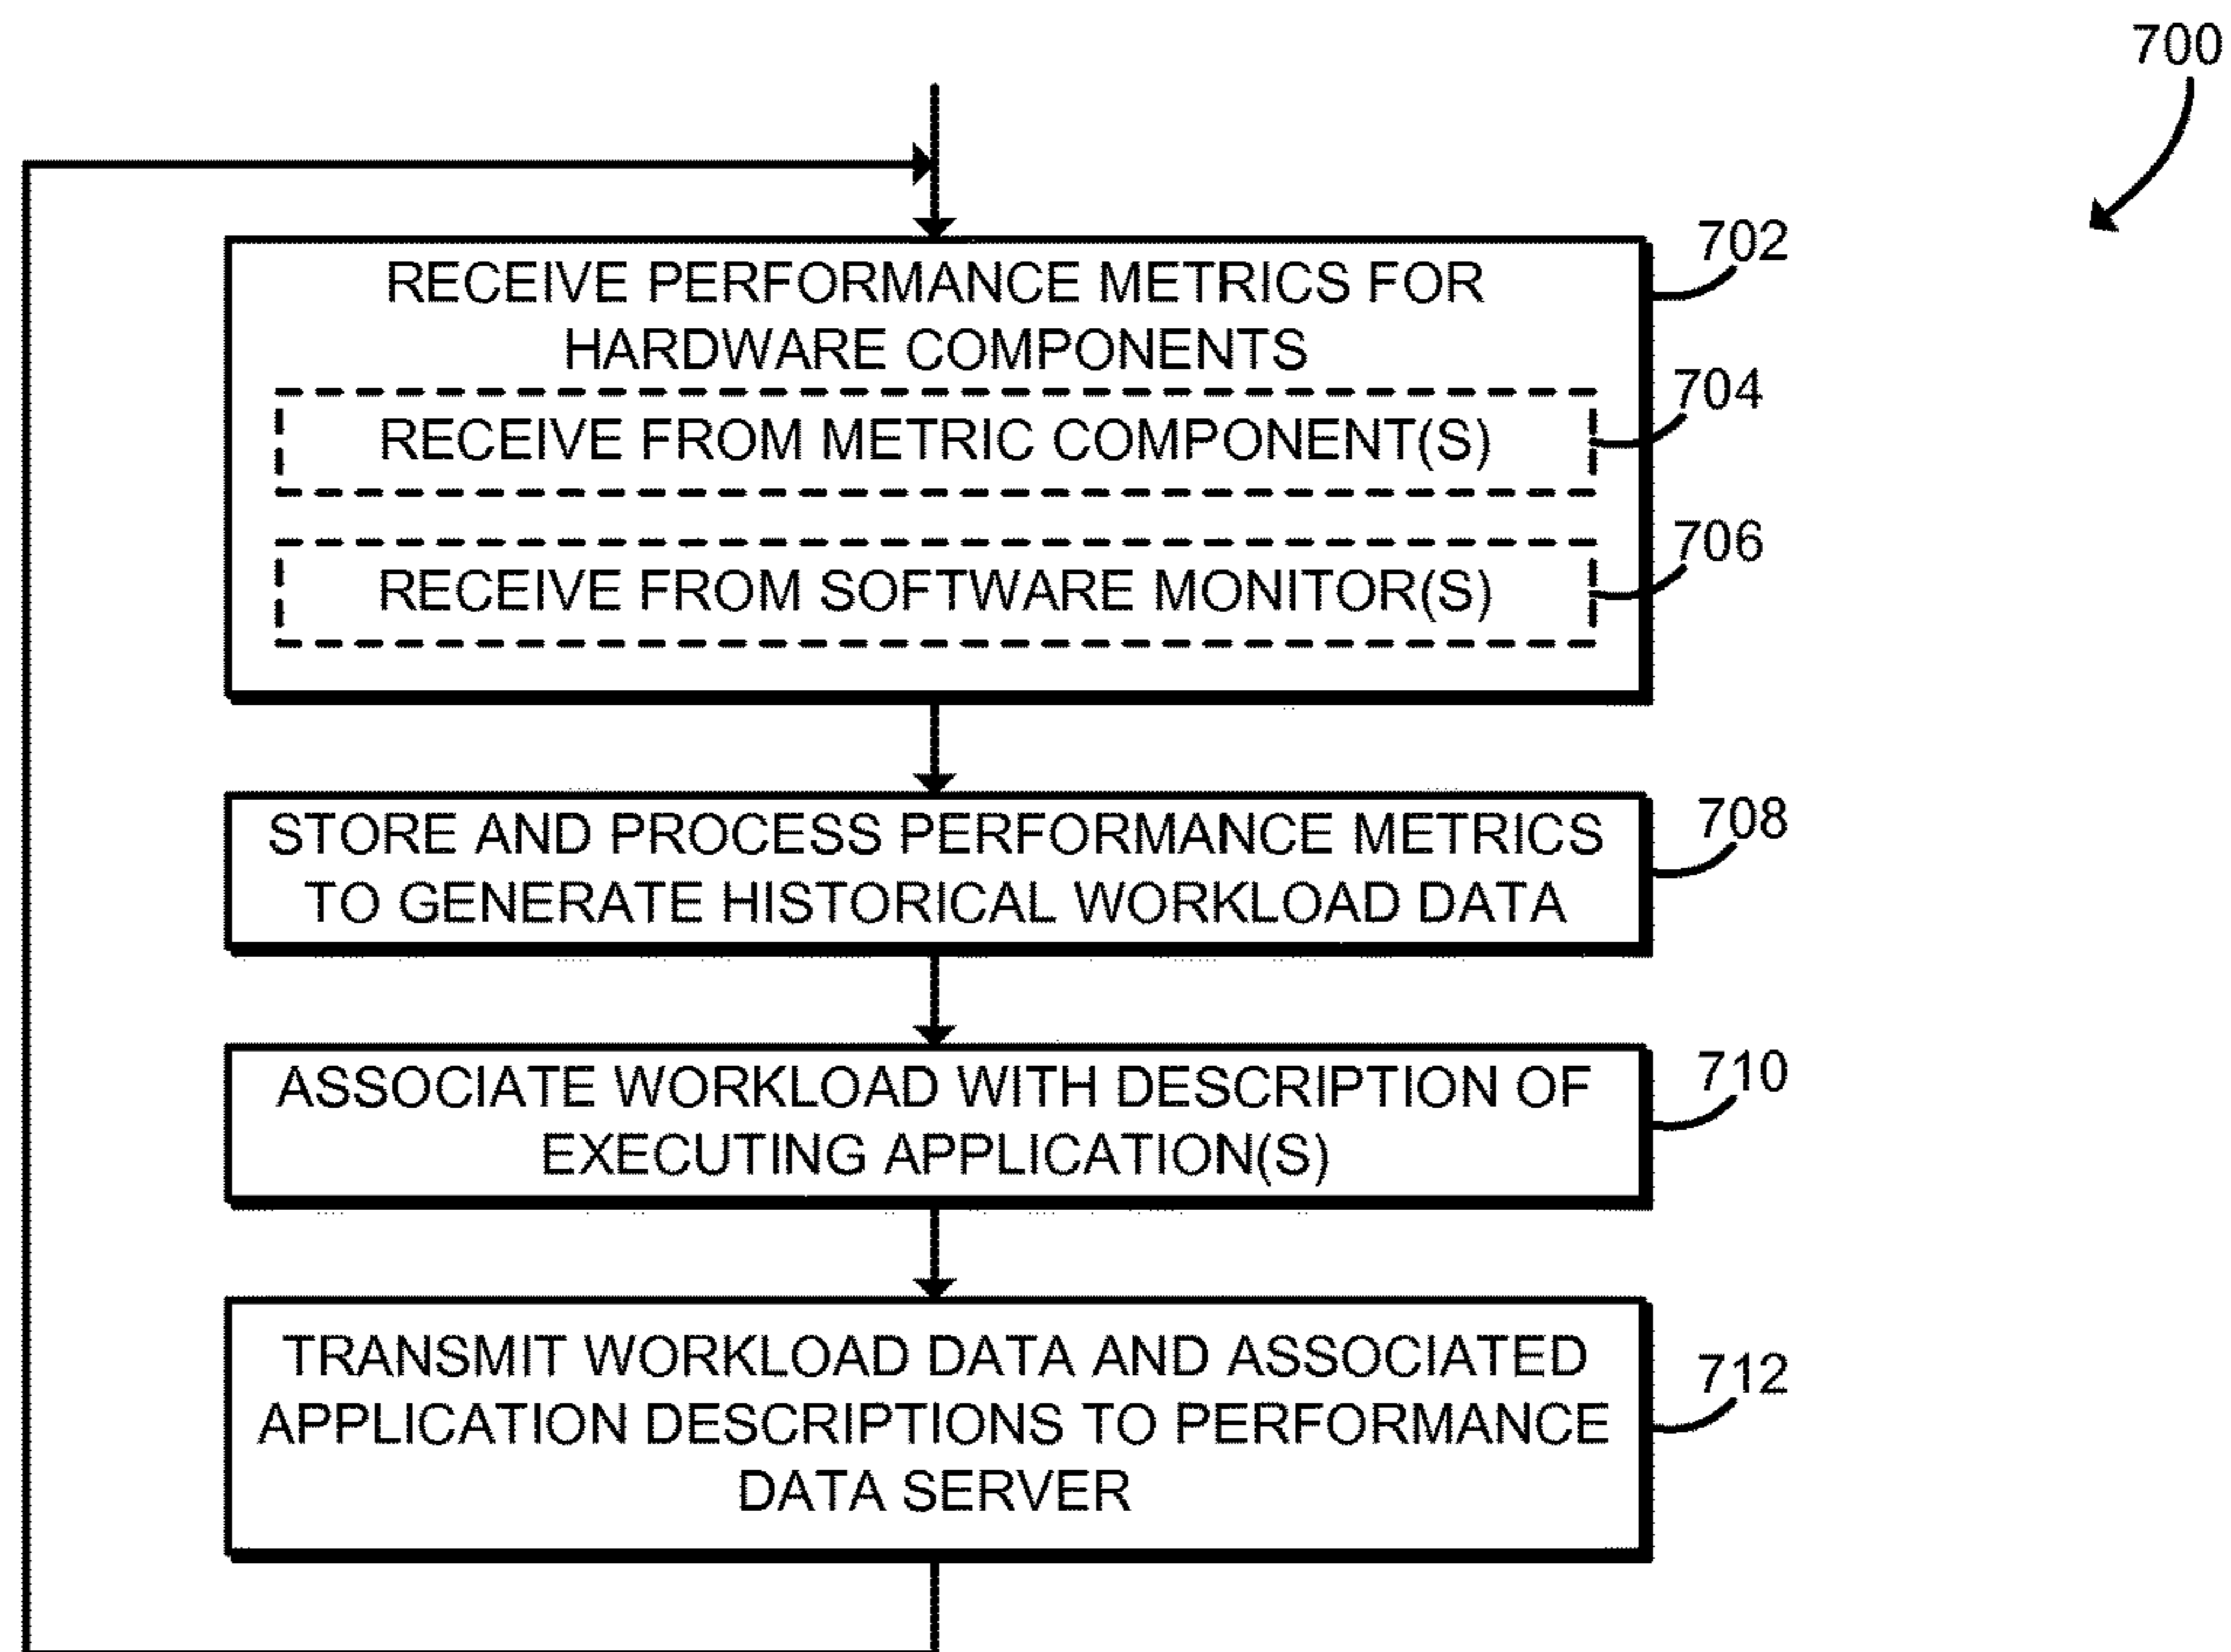 700
RECEIVE PERFORMANCE METRICS FOR
HARDWARE COMPONENTS
702
RECEIVE FROM METRIC COMPONENT(S)
704
RECEIVE FROM SOFTWARE MONITOR(S)
706
STORE AND PROCESS PERFORMANCE METRICS
TO GENERATE HISTORICAL WORKLOAD DATA
708
ASSOCIATE WORKLOAD WITH DESCRIPTION OF
EXECUTING APPLICATION(S)
710
TRANSMIT WORKLOAD DATA AND ASSOCIATED
APPLICATION DESCRIPTIONS TO PERFORMANCE
DATA SERVER
712